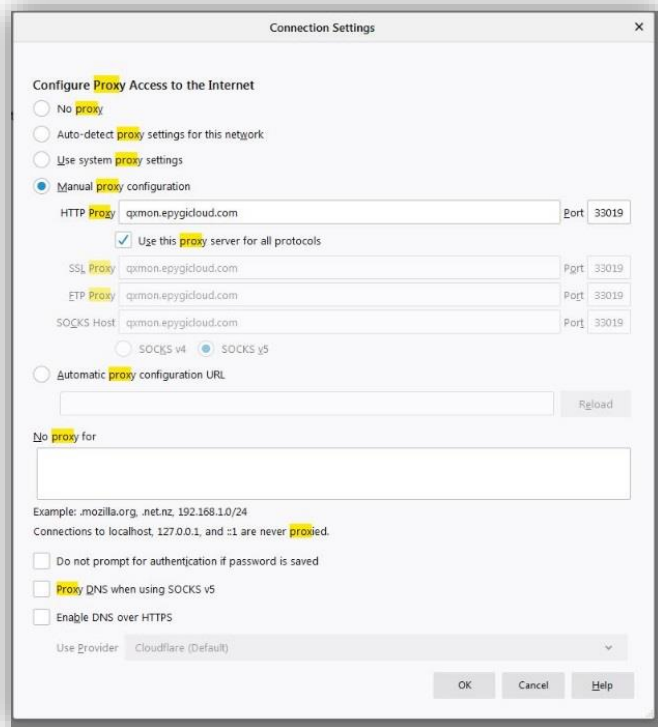 Connection Settings
Configure Proxy Access to the Internet
No proxy
Auto-detect proxy settings for this network
Use system proxy settings
Manual proxy configuration
HTTP Proxy qxmon.epygicloud.com Port 33019
Use this proxy server for all protocols
SSL Proxy qxmon.epygicloud.com Port 33019
FTP Proxy qxmon.epygicloud.com Port 33019
SOCKS Host qxmon.epygicloud.com Port 33019
SOCKS v4 SOCKS v5
Automatic proxy configuration URL
Reload
No proxy for
Example: .mozilla.org, .net.nz, 192.168.1.0/24
Connections to localhost, 127.0.0.1, and ::1 are never proxied.
Do not prompt for authentication if password is saved
Proxy DNS when using SOCKS v5
Enable DNS over HTTPS
Use Provider Cloudflare (Default)
OK Cancel Help